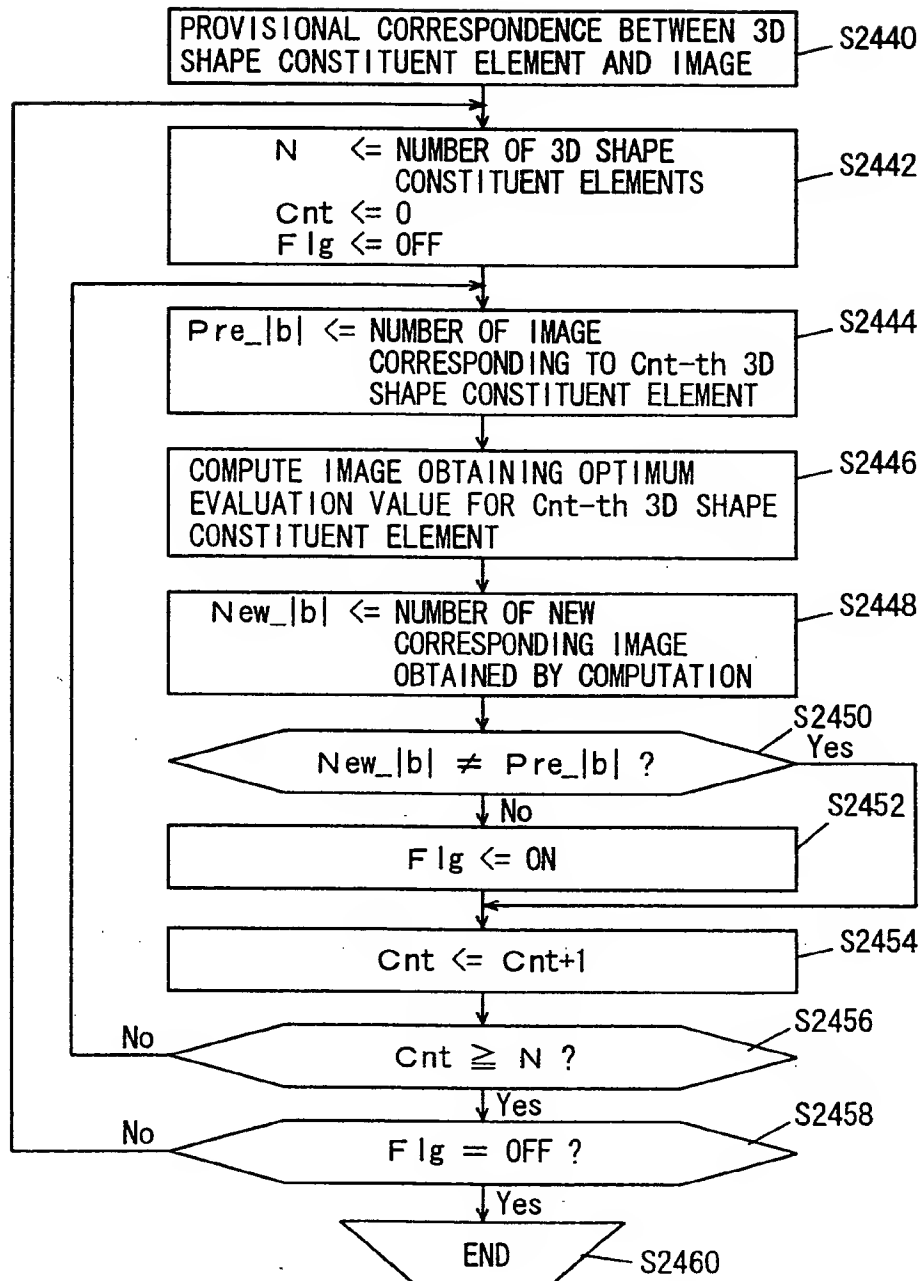 PROVISIONAL CORRESPONDENCE BETWEEN 3D
SHAPE CONSTITUENT ELEMENT AND IMAGE
S2440
N <= NUMBER OF 3D SHAPE
CONSTITUENT ELEMENTS
Cnt <= 0
Flg <= OFF
S2442
Pre_|b| <= NUMBER OF IMAGE
CORRESPONDING TO Cnt-th 3D
SHAPE CONSTITUENT ELEMENT
S2444
COMPUTE IMAGE OBTAINING OPTIMUM
EVALUATION VALUE FOR Cnt-th 3D SHAPE
CONSTITUENT ELEMENT
S2446
New_|b| <= NUMBER OF NEW
CORRESPONDING IMAGE
OBTAINED BY COMPUTATION
S2448
New_|b| ≠ Pre_|b| ?
S2450
Yes
No
Flg <= ON
S2452
Cnt <= Cnt+1
S2454
Cnt ≧ N ?
S2456
No
Yes
Flg = OFF ?
S2458
No
Yes
END
S2460